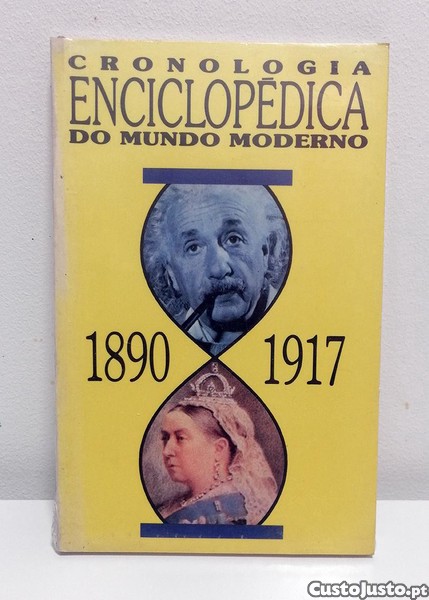 CRONOLOGIA
ENCICLOPÉDICA
DO MUNDO MODERNO
1890 1917
CustoJusto.pt